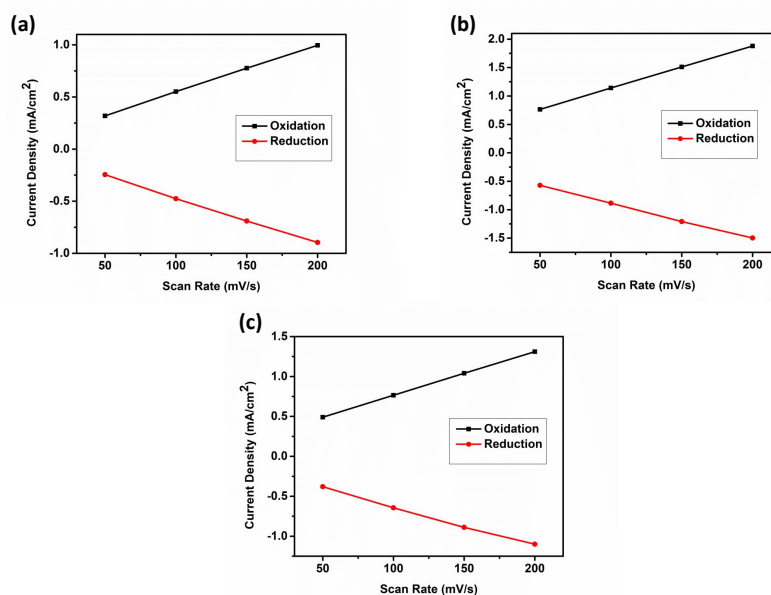 (a)
1.0
0.5
0.0
-0.5
-1.0
Current Density (mA/cm²)
50 100 150 200
Scan Rate (mV/s)
Oxidation
Reduction
(b)
2.0
1.5
1.0
0.5
0.0
-0.5
-1.0
-1.5
Current Density (mA/cm²)
50 100 150 200
Scan Rate (mV/s)
Oxidation
Reduction
(c)
1.5
1.0
0.5
0.0
-0.5
-1.0
Current Density (mA/cm²)
50 100 150 200
Scan Rate (mV/s)
Oxidation
Reduction